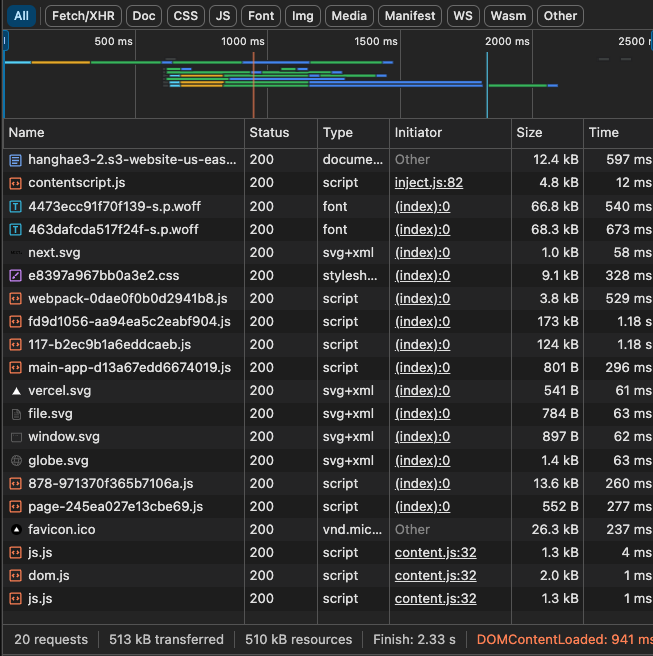 All Fetch/XHR Doc CSS JS Font Img Media Manifest WS Wasm Other
500 ms 1000 ms 1500 ms 2000 ms 2500
Name Status Type Initiator Size Time
hanghae3-2.s3-website-us-eas... 200 docume... Other 12.4 kB 597 ms
contentscript.js 200 script inject.js:82 4.8 kB 12 ms
4473ecc91f70f139-s.p.woff 200 font (index):0 66.8 kB 540 ms
463dafcda517f24f-s.p.woff 200 font (index):0 68.3 kB 673 ms
next.svg 200 svg+xml (index):0 1.0 kB 58 ms
e8397a967bb0a3e2.css 200 stylesh... (index):0 9.1 kB 328 ms
webpack-0dae0f0b0d2941b8.js 200 script (index):0 3.8 kB 529 ms
fd9d1056-aa94ea5c2eabf904.js 200 script (index):0 173 kB 1.18 s
117-b2ec9b1a6eddcaeb.js 200 script (index):0 124 kB 1.18 s
main-app-d13a67edd6674019.js 200 script (index):0 801 B 296 ms
vercel.svg 200 svg+xml (index):0 541 B 61 ms
file.svg 200 svg+xml (index):0 784 B 63 ms
window.svg 200 svg+xml (index):0 897 B 62 ms
globe.svg 200 svg+xml (index):0 1.4 kB 63 ms
878-971370f365b7106a.js 200 script (index):0 13.6 kB 260 ms
page-245ea027e13cbe69.js 200 script (index):0 552 B 277 ms
favicon.ico 200 vnd.mic... Other 26.3 kB 237 ms
js.js 200 script content.js:32 1.3 kB 4 ms
dom.js 200 script content.js:32 2.0 kB 1 ms
js.js 200 script content.js:32 1.3 kB 1 ms
20 requests 513 kB transferred 510 kB resources Finish: 2.33 s DOMContentLoaded: 941 ms